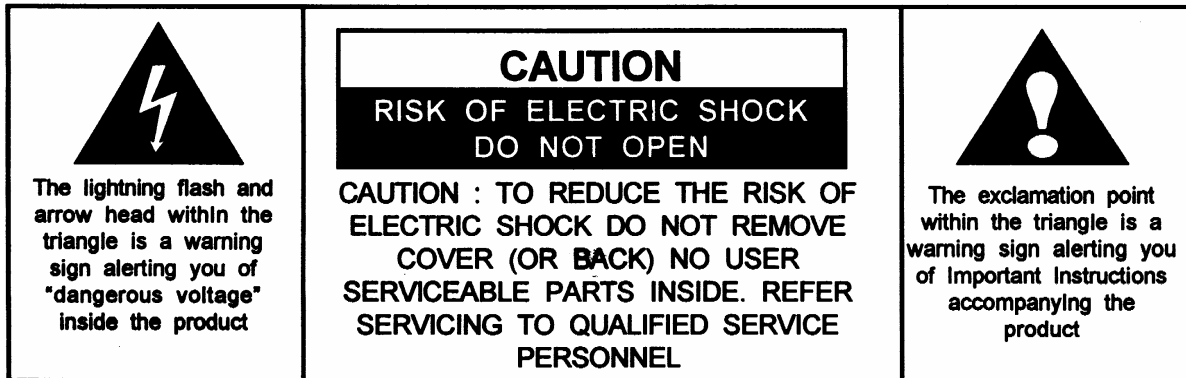 The lightning flash and
arrow head within the
triangle is a warning
sign alerting you of
"dangerous voltage"
inside the product
CAUTION
RISK OF ELECTRIC SHOCK
DO NOT OPEN
CAUTION : TO REDUCE THE RISK OF
ELECTRIC SHOCK DO NOT REMOVE
COVER (OR BACK) NO USER
SERVICEABLE PARTS INSIDE. REFER
SERVICING TO QUALIFIED SERVICE
PERSONNEL
The exclamation point
within the triangle is a
warning sign alerting you
of Important Instructions
accompanying the
product